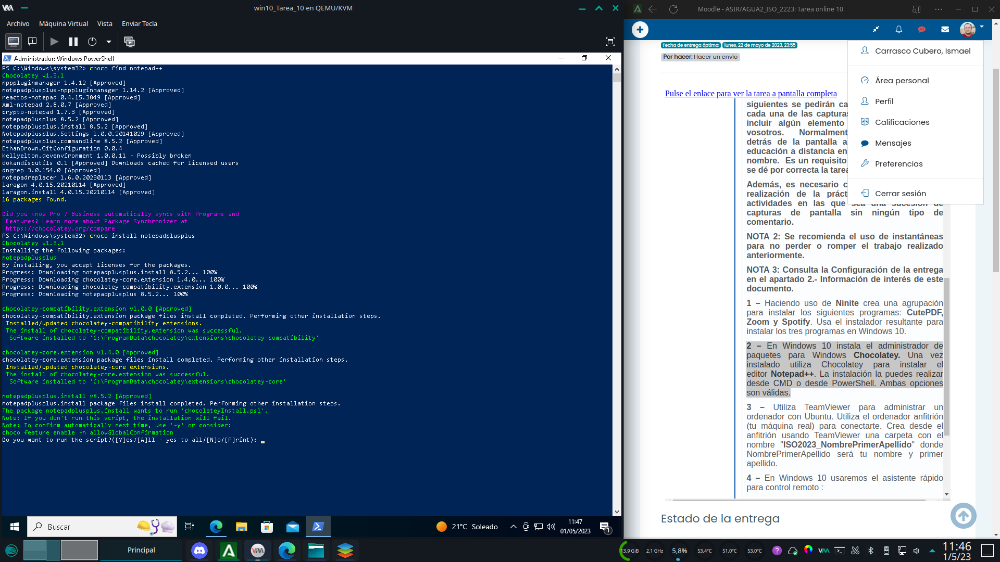 win10_Tarea_10 en QEMU/KVM
Archivo Máquina Virtual Vista Enviar Tecla
Administrador: Windows PowerShell
PS C:\Windows\system32> choco find notepad++
Chocolatey v1.3.1
npppluginmanager 1.4.12 [Approved]
notepadplusplus-npppluginmanager 1.14.2 [Approved]
reactos-notepad 0.4.15.3849 [Approved]
xml-notepad 2.8.0.7 [Approved]
crypto-notepad 1.7.3 [Approved]
notepadplusplus 8.5.2 [Approved]
notepadplusplus.install 8.5.2 [Approved]
Notepadplusplus.Settings 1.0.0.20141029 [Approved]
notepadplusplus.commandline 8.5.2 [Approved]
EthanBrown.GitConfiguration 0.0.4
kellyelton.devenvironment 1.0.0.11 - Possibly broken
dokandiscutils 0.1 [Approved] Downloads cached for licensed users
dngrep 3.0.154.0 [Approved]
notepadreplacer 1.6.0.20230113 [Approved]
laragon 4.0.15.20210114 [Approved]
laragon.install 4.0.15.20210114 [Approved]
16 packages found.
Did you know Pro / Business automatically syncs with Programs and
Features? Learn more about Package Synchronizer at
https://chocolatey.org/compare
PS C:\Windows\system32> choco install notepadplusplus
Chocolatey v1.3.1
Installing the following packages:
notepadplusplus
By installing, you accept licenses for the packages.
Progress: Downloading notepadplusplus.install 8.5.2... 100%
Progress: Downloading chocolatey-core.extension 1.4.0... 100%
Progress: Downloading chocolatey-compatibility.extension 1.0.0... 100%
Progress: Downloading notepadplusplus 8.5.2... 100%
chocolatey-compatibility.extension v1.0.0 [Approved]
chocolatey-compatibility.extension package files install completed. Performing other installation steps.
Installed/updated chocolatey-compatibility extensions.
The install of chocolatey-compatibility.extension was successful.
Software installed to 'C:\ProgramData\chocolatey\extensions\chocolatey-compatibility'
chocolatey-core.extension v1.4.0 [Approved]
chocolatey-core.extension package files install completed. Performing other installation steps.
Installed/updated chocolatey-core extensions.
The install of chocolatey-core.extension was successful.
Software installed to 'C:\ProgramData\chocolatey\extensions\chocolatey-core'
notepadplusplus.install v8.5.2 [Approved]
notepadplusplus.install package files install completed. Performing other installation steps.
The package notepadplusplus.install wants to run 'chocolateyInstall.ps1'.
Note: If you don't run this script, the installation will fail.
Note: To confirm automatically next time, use '-y' or consider:
choco feature enable -n allowGlobalConfirmation
Do you want to run the script?([Y]es/[A]ll - yes to all/[N]o/[P]rint):
Buscar
21°C Soleado
11:47
01/05/2023
1
Moodle - ASIR/AGUA2_ISO_2223: Tarea online 10
Fecha de entrega óptima: lunes, 22 de mayo de 2023, 23:55
Por hacer: Hacer un envío
Carrasco Cubero, Ismael
Área personal
Perfil
Calificaciones
Mensajes
Preferencias
Cerrar sesión
Pulse el enlace para ver la tarea a pantalla completa
siguientes se pedirán ca
cada una de las capturas
incluir algún elemento
vosotros. Normalment
detrás de la pantalla a
educación a distancia en
nombre. Es un requisito
se dé por correcta la tarea
Además, es necesario c
realización de la práct
actividades en las que sea una sucesión de
capturas de pantalla sin ningún tipo de
comentario.
NOTA 2: Se recomienda el uso de instantáneas
para no perder o romper el trabajo realizado
anteriormente.
NOTA 3: Consulta la Configuración de la entrega
en el apartado 2.- Información de interés de este
documento.
1 – Haciendo uso de Ninite crea una agrupación
para instalar los siguientes programas: CutePDF,
Zoom y Spotify. Usa el instalador resultante para
instalar los tres programas en Windows 10.
2 – En Windows 10 instala el administrador de
paquetes para Windows Chocolatey. Una vez
instalado utiliza Chocolatey para instalar el
editor Notepad++. La instalación la puedes realizar
desde CMD o desde PowerShell. Ambas opciones
son válidas.
3 – Utiliza TeamViewer para administrar un
ordenador con Ubuntu. Utiliza el ordenador anfitrión
(tu máquina real) para conectarte. Crea desde el
anfitrión usando TeamViewer una carpeta con el
nombre "ISO2023_NombrePrimerApellido" donde
NombrePrimerApellido será tu nombre y primer
apellido.
4 – En Windows 10 usaremos el asistente rápido
para control remoto :
Estado de la entrega
Principal
13,9 GiB
2,1 GHz
5,8%
53,4°C
51,0°C
53,0°C
11:46
1/5/23